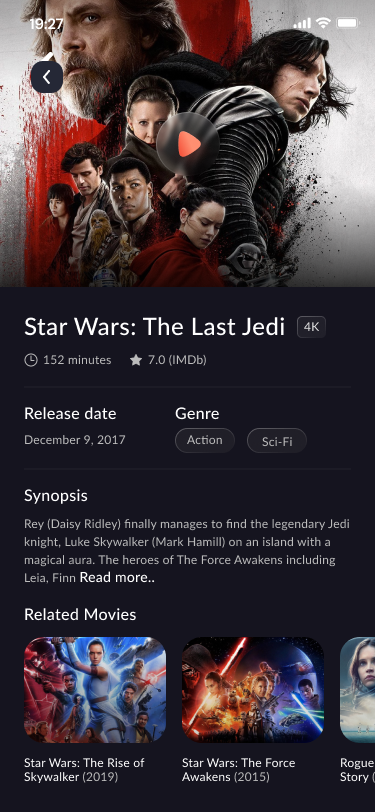 19:27
Star Wars: The Last Jedi 4K
152 minutes 7.0 (IMDb)
Release date Genre
December 9, 2017 Action Sci-Fi
Synopsis
Rey (Daisy Ridley) finally manages to find the legendary Jedi
knight, Luke Skywalker (Mark Hamill) on an island with a
magical aura. The heroes of The Force Awakens including
Leia, Finn Read more..
Related Movies
Star Wars: The Rise of
Skywalker (2019)
Star Wars: The Force
Awakens (2015)
Rogue
Story (